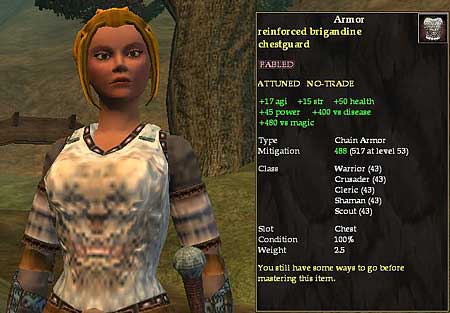 Armor
reinforced brigandine
chestguard
FABLED
ATTUNED NO-TRADE
+17 agi +15 str +50 health
+45 power +400 vs disease
+480 vs magic
Type Chain Armor
Mitigation 488 (517 at level 53)
Class Warrior (43)
Crusader (43)
Cleric (43)
Shaman (43)
Scout (43)
Slot Chest
Condition 100%
Weight 2.5
You still have some ways to go before
mastering this item.